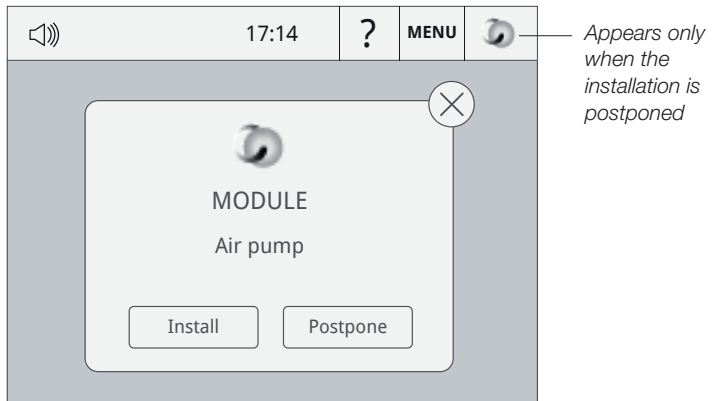 17:14 ? MENU
Appears only
when the
installation is
postponed
MODULE
Air pump
Install Postpone